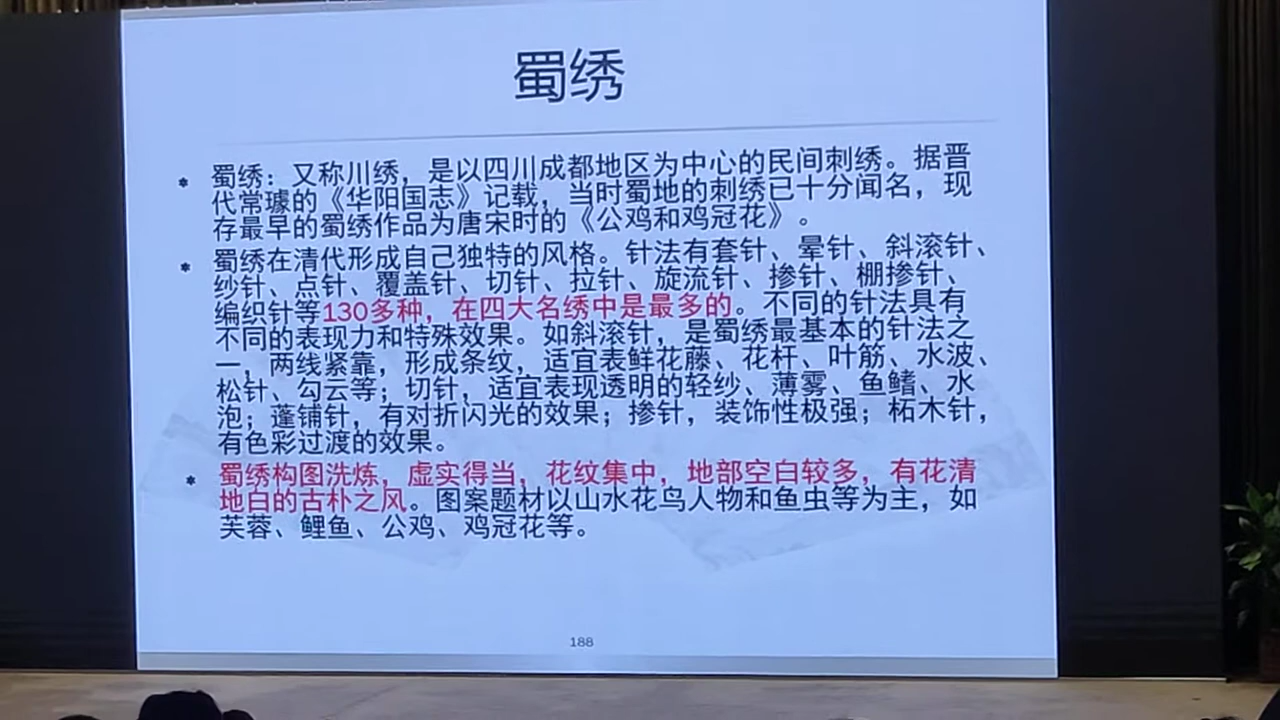 蜀绣
* 蜀绣：又称川绣，是以四川成都地区为中心的民间刺绣。据晋
代常璩的《华阳国志》记载，当时蜀地的刺绣已十分闻名，现
存最早的蜀绣作品为唐宋时的《公鸡和鸡冠花》。
* 蜀绣在清代形成自己独特的风格。针法有套针、晕针、斜滚针、
纱针、点针、覆盖针、切针、拉针、旋流针、掺针、棚掺针、
编织针等130多种，在四大名绣中是最多的。不同的针法具有
不同的表现力和特殊效果。如斜滚针，是蜀绣最基本的针法之
一，两线紧靠，形成条纹，适宜表鲜花藤、花杆、叶筋、水波、
松针、勾云等；切针，适宜表现透明的轻纱、薄雾、鱼鳍、水
泡；蓬铺针，有对折闪光的效果；掺针，装饰性极强；柘木针，
有色彩过渡的效果。
* 蜀绣构图洗炼，虚实得当，花纹集中，地部空白较多，有花清
地白的古朴之风。图案题材以山水花鸟人物和鱼虫等为主，如
芙蓉、鲤鱼、公鸡、鸡冠花等。
188